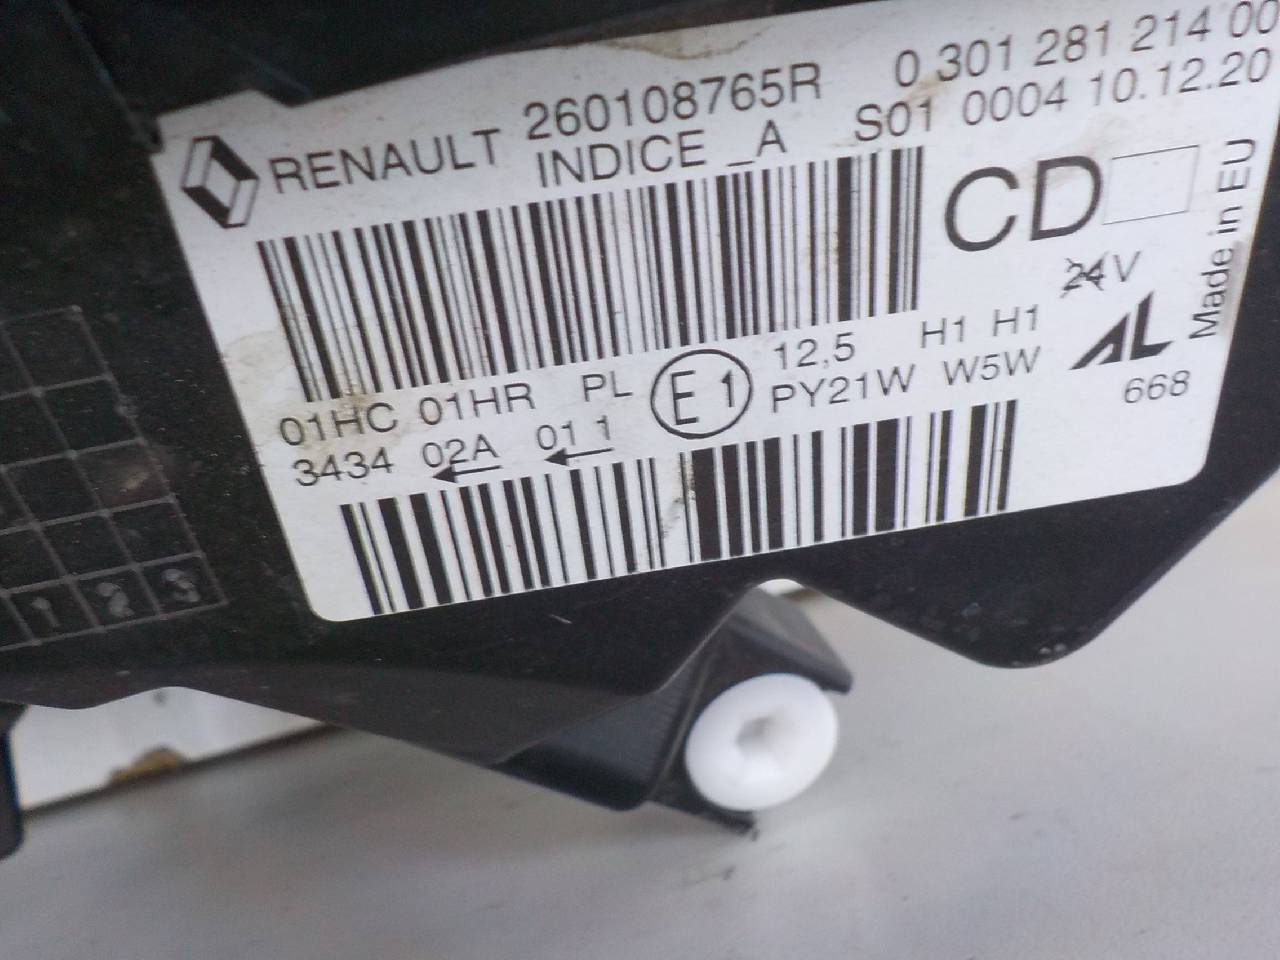 RENAULT 260108765R 0 301 281 214 00
INDICE _A S01 0004 10.12.20
CD
24V
Made in EU
01HC 01HR PL E1 12,5 H1 H1
3434 02A 01 1 PY21W W5W
AL
668
1 2 3